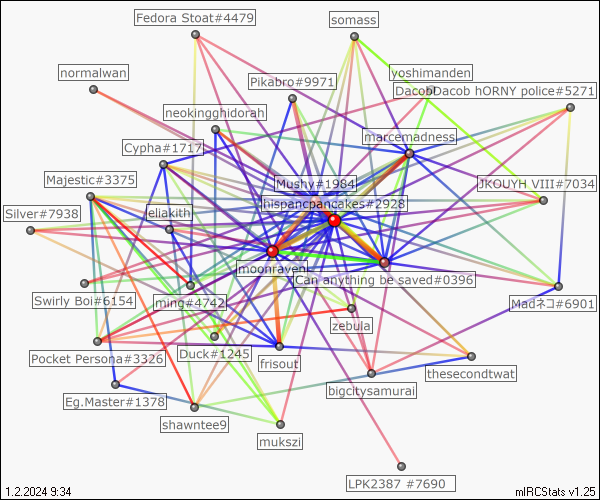 Fedora Stoat#4479
somass
normalwan
yoshimanden
Pikabro#9971
Dacob!Dacob hORNY police#5271
neokingghidorah
marcemadness
Cypha#1717
Majestic#3375
Mushy#1984
JKOUYH VIII#7034
hispancpancakes#2928
Silver#7938
eliakith
moonraven
Can anything be saved#0396
Swirly Boi#6154
ming#4742
Madネコ#6901
zebula
Pocket Persona#3326
Duck#1245
frisout
thesecondtwat
bigcitysamurai
Eg.Master#1378
shawntee9
mukszi
LPK2387 #7690
1.2.2024 9:34
mIRCStats v1.25